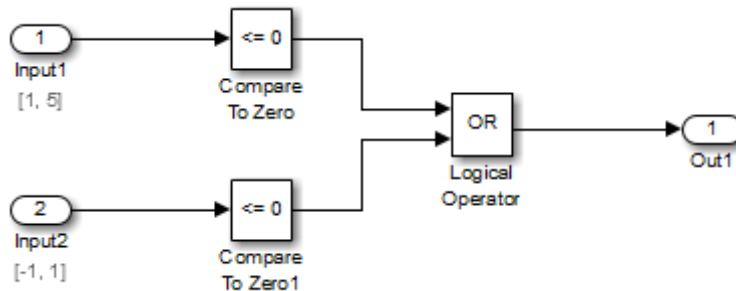 1
Input1
[1, 5]
<= 0
Compare
To Zero
OR
Logical
Operator
1
Out1
2
Input2
[-1, 1]
<= 0
Compare
To Zero1